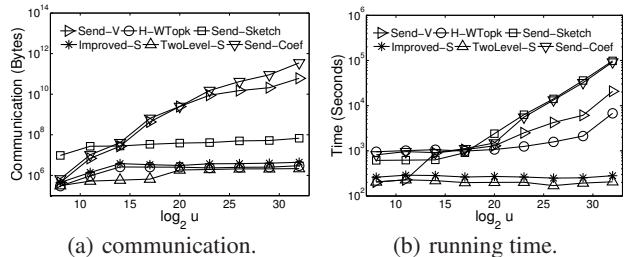 10^14
Send-V H-WTopk Send-Sketch
Improved-S TwoLevel-S Send-Coef
10^12
10^10
10^8
10^6
Communication (Bytes)
10 15 20 25 30
log_2 u
(a) communication.
10^6
Send-V H-WTopk Send-Sketch
Improved-S TwoLevel-S Send-Coef
10^5
10^4
10^3
10^2
Time (Seconds)
10 15 20 25 30
log_2 u
(b) running time.